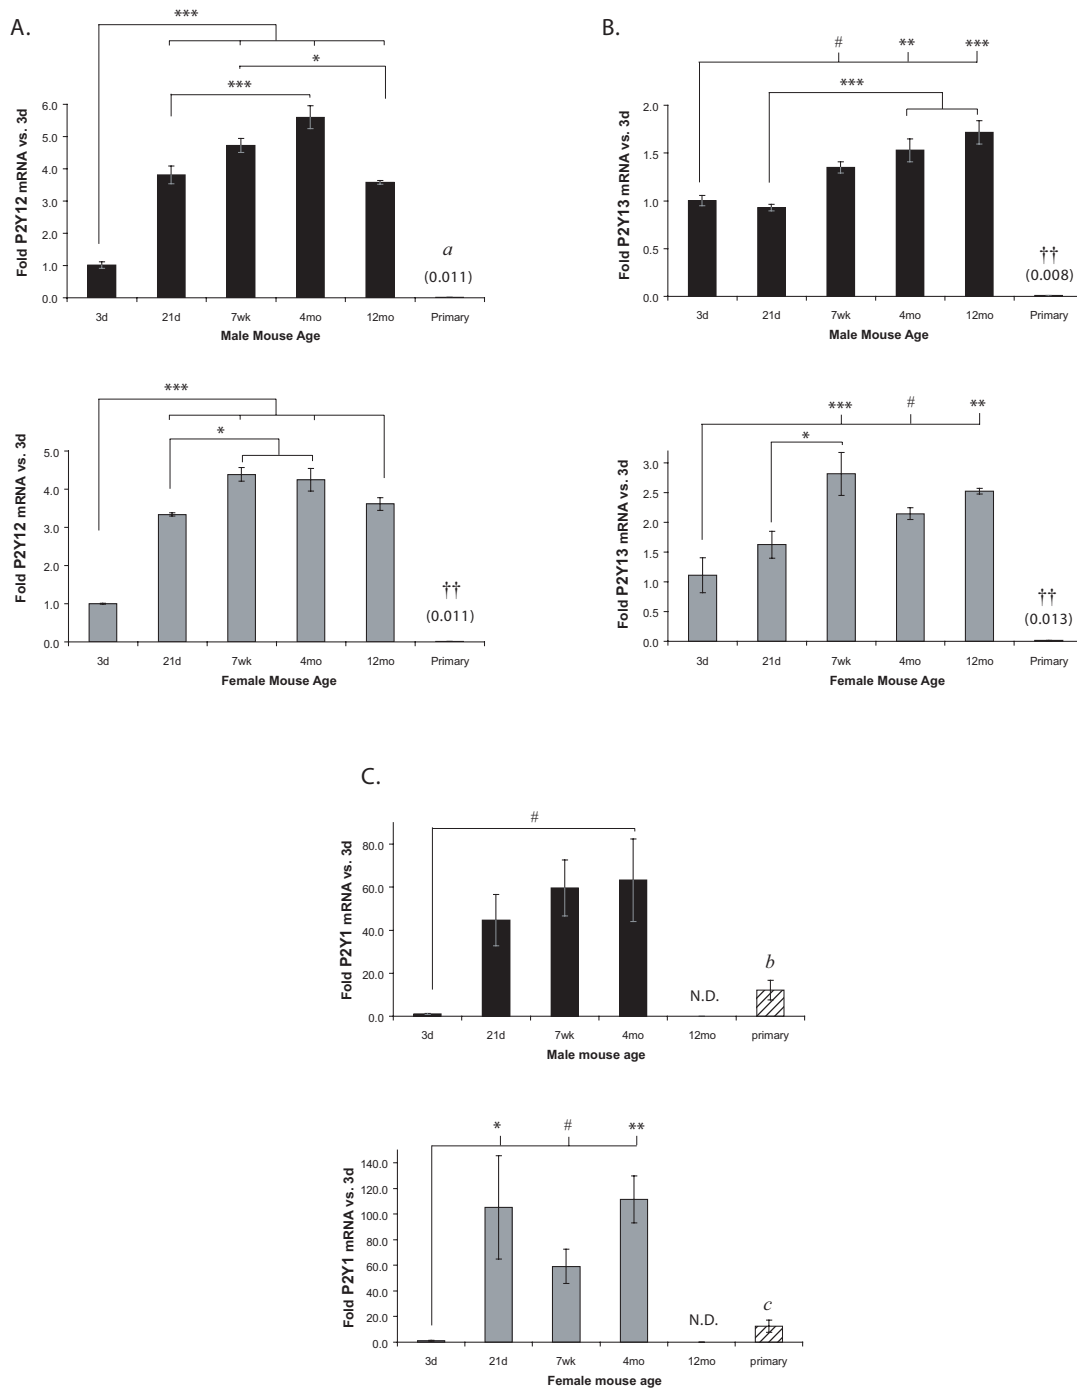 A.
***
*
***
Fold P2Y12 mRNA vs. 3d
6.0
5.0
4.0
3.0
2.0
1.0
0.0
a
(0.011)
3d 21d 7wk 4mo 12mo Primary
Male Mouse Age
***
*
Fold P2Y12 mRNA vs. 3d
5.0
4.0
3.0
2.0
1.0
0.0
††
(0.011)
3d 21d 7wk 4mo 12mo Primary
Female Mouse Age
B.
# ** ***
***
Fold P2Y13 mRNA vs. 3d
2.0
1.5
1.0
0.5
0.0
††
(0.008)
3d 21d 7wk 4mo 12mo Primary
Male Mouse Age
*** # **
*
Fold P2Y13 mRNA vs. 3d
3.0
2.5
2.0
1.5
1.0
0.5
0.0
††
(0.013)
3d 21d 7wk 4mo 12mo Primary
Female Mouse Age
C.
#
Fold P2Y1 mRNA vs. 3d
80.0
60.0
40.0
20.0
0.0
N.D.
b
3d 21d 7wk 4mo 12mo primary
Male mouse age
* # **
Fold P2Y1 mRNA vs. 3d
140.0
120.0
100.0
80.0
60.0
40.0
20.0
0.0
N.D.
c
3d 21d 7wk 4mo 12mo primary
Female mouse age